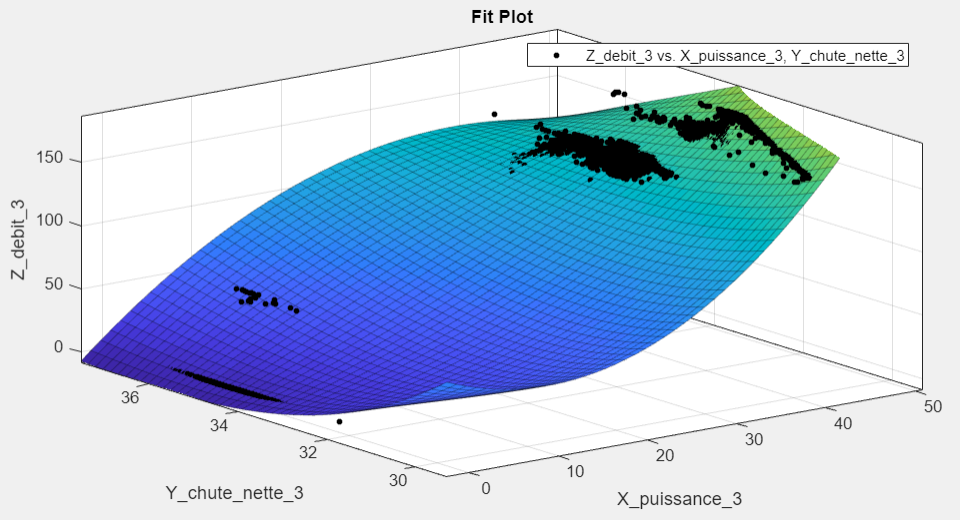 Fit Plot
Z_debit_3 vs. X_puissance_3, Y_chute_nette_3
150
100
50
0
Z_debit_3
36
34
32
30
Y_chute_nette_3
0
10
20
30
40
50
X_puissance_3